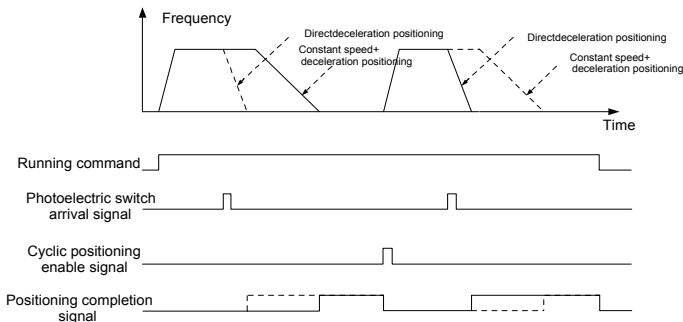 Frequency
Directdeceleration positioning
Constant speed+
deceleration positioning
Directdeceleration positioning
Constant speed+
deceleration positioning
Time
Running command
Photoelectric switch
arrival signal
Cyclic positioning
enable signal
Positioning completion
signal